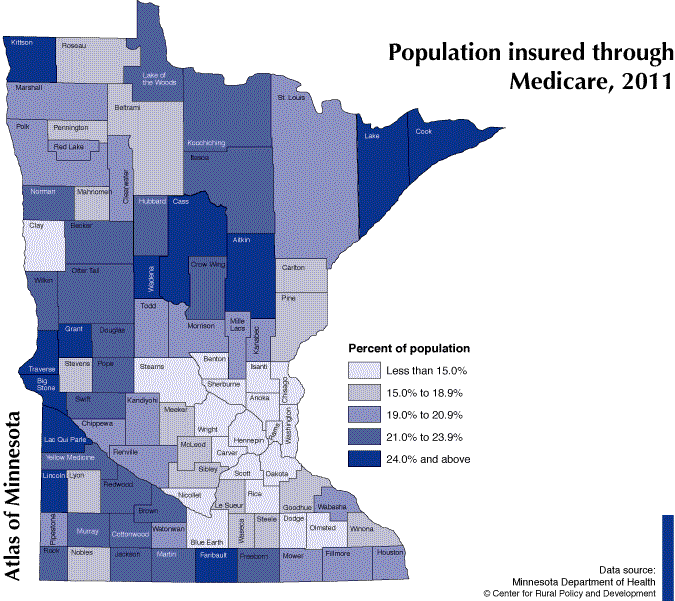 Population insured through
Medicare, 2011
Kittson
Roseau
Lake of
the Woods
Marshall
St. Louis
Beltrami
Polk
Pennington
Lake
Cook
Koochiching
Red Lake
Itasca
Clearwater
Norman
Mahnomen
Hubbard
Cass
Clay
Becker
Aitkin
Wadena
Crow Wing
Carlton
Otter Tail
Wilkin
Pine
Todd
Mille
Lacs
Kanabec
Morrison
Grant
Douglas
Traverse
Stevens
Pope
Stearns
Benton
Isanti
Big
Stone
Sherburne
Chisago
Anoka
Washington
Swift
Kandiyohi
Meeker
Wright
Hennepin
Chippewa
Lac Qui Parle
McLeod
Carver
Renville
Yellow Medicine
Sibley
Scott
Dakota
Lincoln
Lyon
Redwood
Nicollet
Rice
Le Sueur
Goodhue
Wabasha
Brown
Pipestone
Murray
Cottonwood
Watonwan
Blue Earth
Waseca
Steele
Dodge
Olmsted
Winona
Rock
Nobles
Jackson
Martin
Faribault
Freeborn
Mower
Fillmore
Houston
Percent of population
Less than 15.0%
15.0% to 18.9%
19.0% to 20.9%
21.0% to 23.9%
24.0% and above
Atlas of Minnesota
Data source:
Minnesota Department of Health
© Center for Rural Policy and Development